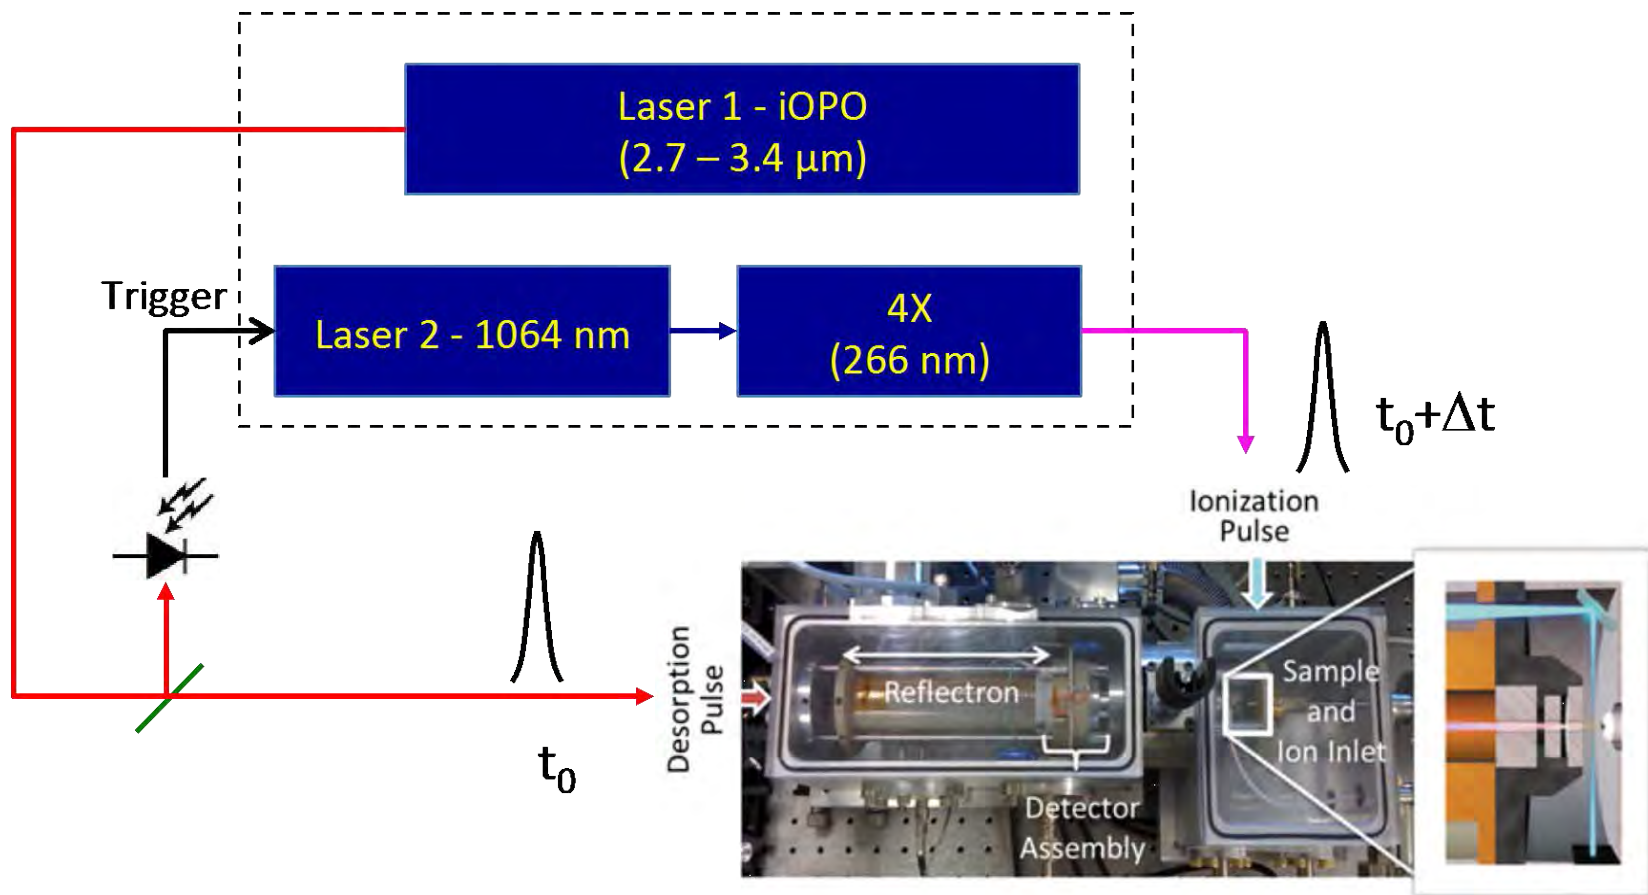 Laser 1 - iOPO
(2.7 – 3.4 µm)
Trigger
Laser 2 - 1064 nm
4X
(266 nm)
t₀+Δt
Ionization
Pulse
Desorption
Pulse
t₀
Reflectron
Sample
and
Ion Inlet
Detector
Assembly